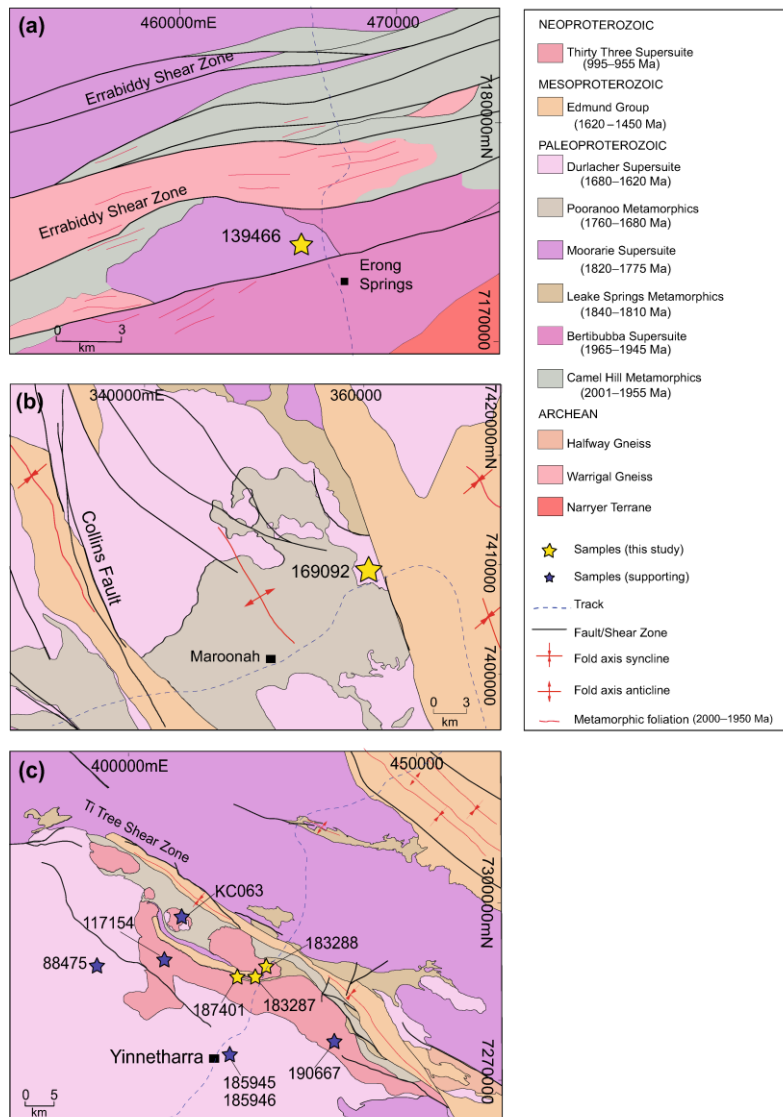 (a)
460000mE
470000
Errabiddy Shear Zone
7180000mN
Errabiddy Shear Zone
139466
Erong
Springs
7170000
0 3
km
(b)
340000mE
360000
7420000mN
Collins Fault
169092
7410000
Maroonah
7400000
0 3
km
(c)
400000mE
450000
Ti Tree Shear Zone
7300000mN
KC063
117154
183288
88475
187401
183287
Yinnetharra
190667
185945
185946
7270000
0 5
km
NEOPROTEROZOIC
Thirty Three Supersuite
(995–955 Ma)
MESOPROTEROZOIC
Edmund Group
(1620–1450 Ma)
PALEOPROTEROZOIC
Durlacher Supersuite
(1680–1620 Ma)
Pooranoo Metamorphics
(1760–1680 Ma)
Moorarie Supersuite
(1820–1775 Ma)
Leake Springs Metamorphics
(1840–1810 Ma)
Bertibubba Supersuite
(1965–1945 Ma)
Camel Hill Metamorphics
(2001–1955 Ma)
ARCHEAN
Halfway Gneiss
Warrigal Gneiss
Narryer Terrane
Samples (this study)
Samples (supporting)
Track
Fault/Shear Zone
Fold axis syncline
Fold axis anticline
Metamorphic foliation (2000–1950 Ma)